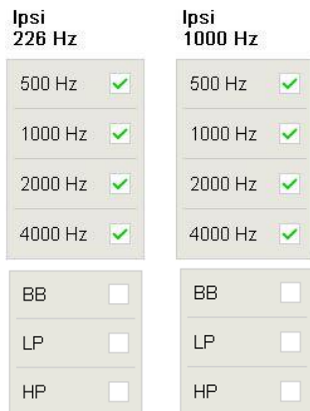 Ipsi
226 Hz
500 Hz
1000 Hz
2000 Hz
4000 Hz
BB
LP
HP
Ipsi
1000 Hz
500 Hz
1000 Hz
2000 Hz
4000 Hz
BB
LP
HP